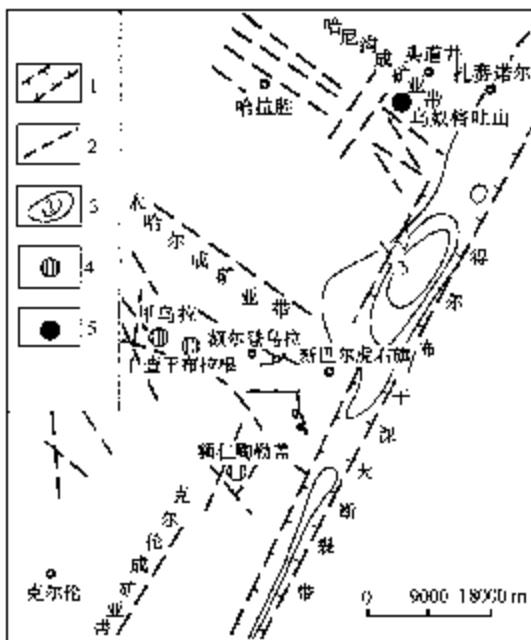 哈尼沟成矿亚带
头道井
扎赉诺尔
哈拉胜
乌奴格吐山
1
2
3
4
5
木哈尔成矿亚带
甲乌拉
查干布拉根
额尔登乌拉
新巴尔虎右旗
得尔布干深大断裂带
额仁陶勒盖
克尔伦成矿亚带
克尔伦
0 9000 18000 m